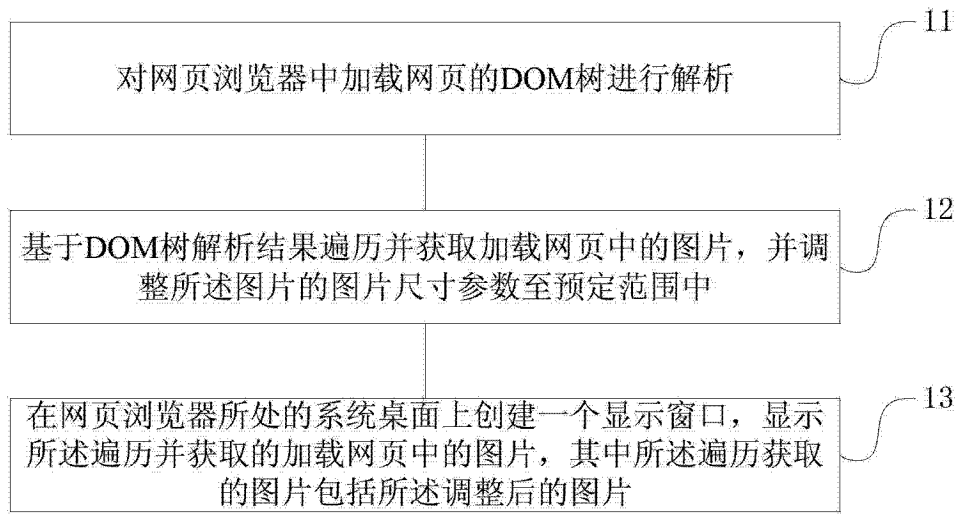 11
对网页浏览器中加载网页的DOM树进行解析
12
基于DOM树解析结果遍历并获取加载网页中的图片，并调
整所述图片的图片尺寸参数至预定范围中
13
在网页浏览器所处的系统桌面上创建一个显示窗口，显示
所述遍历并获取的加载网页中的图片，其中所述遍历获取
的图片包括所述调整后的图片